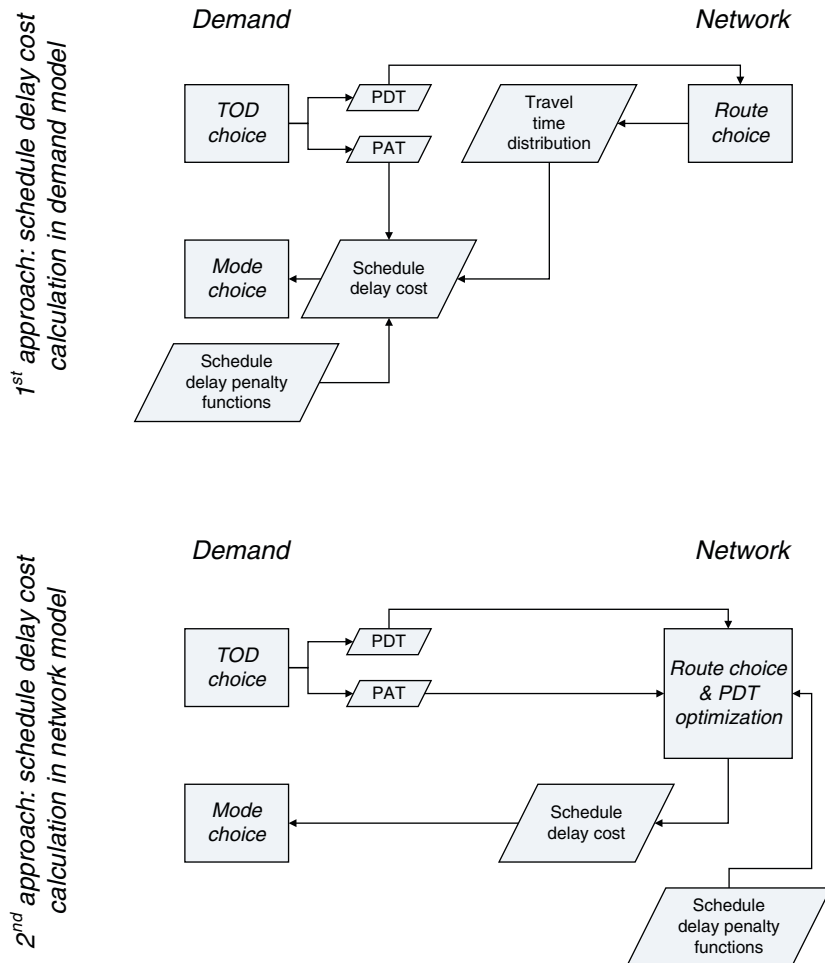 1st approach: schedule delay cost
calculation in demand model
Demand
Network
TOD
choice
PDT
PAT
Travel
time
distribution
Route
choice
Mode
choice
Schedule
delay cost
Schedule
delay penalty
functions
2nd approach: schedule delay cost
calculation in network model
Demand
Network
TOD
choice
PDT
PAT
Route choice
& PDT
optimization
Mode
choice
Schedule
delay cost
Schedule
delay penalty
functions